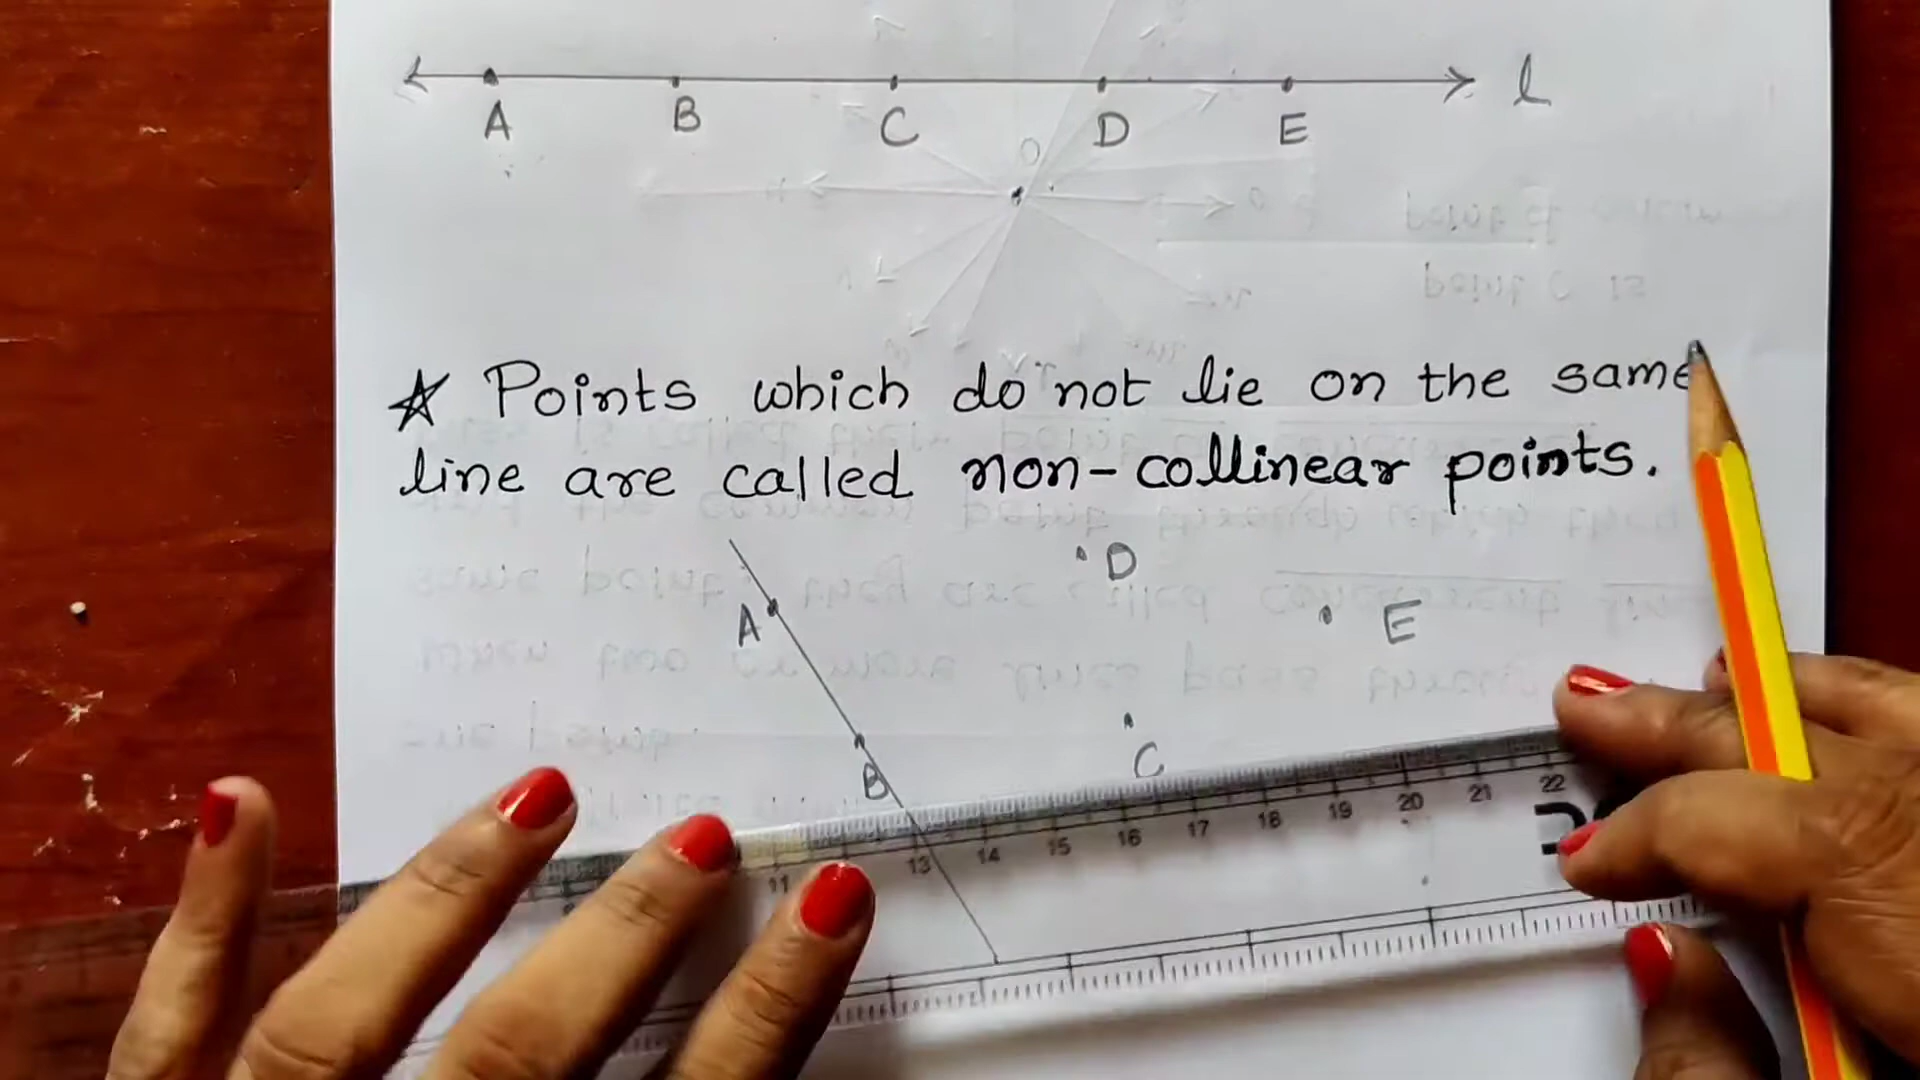 l
A B C D E
☆ Points which do not lie on the same
line are called non-collinear points.
D
A E
B C
11 13 14 15 16 17 18 19 20 21 22